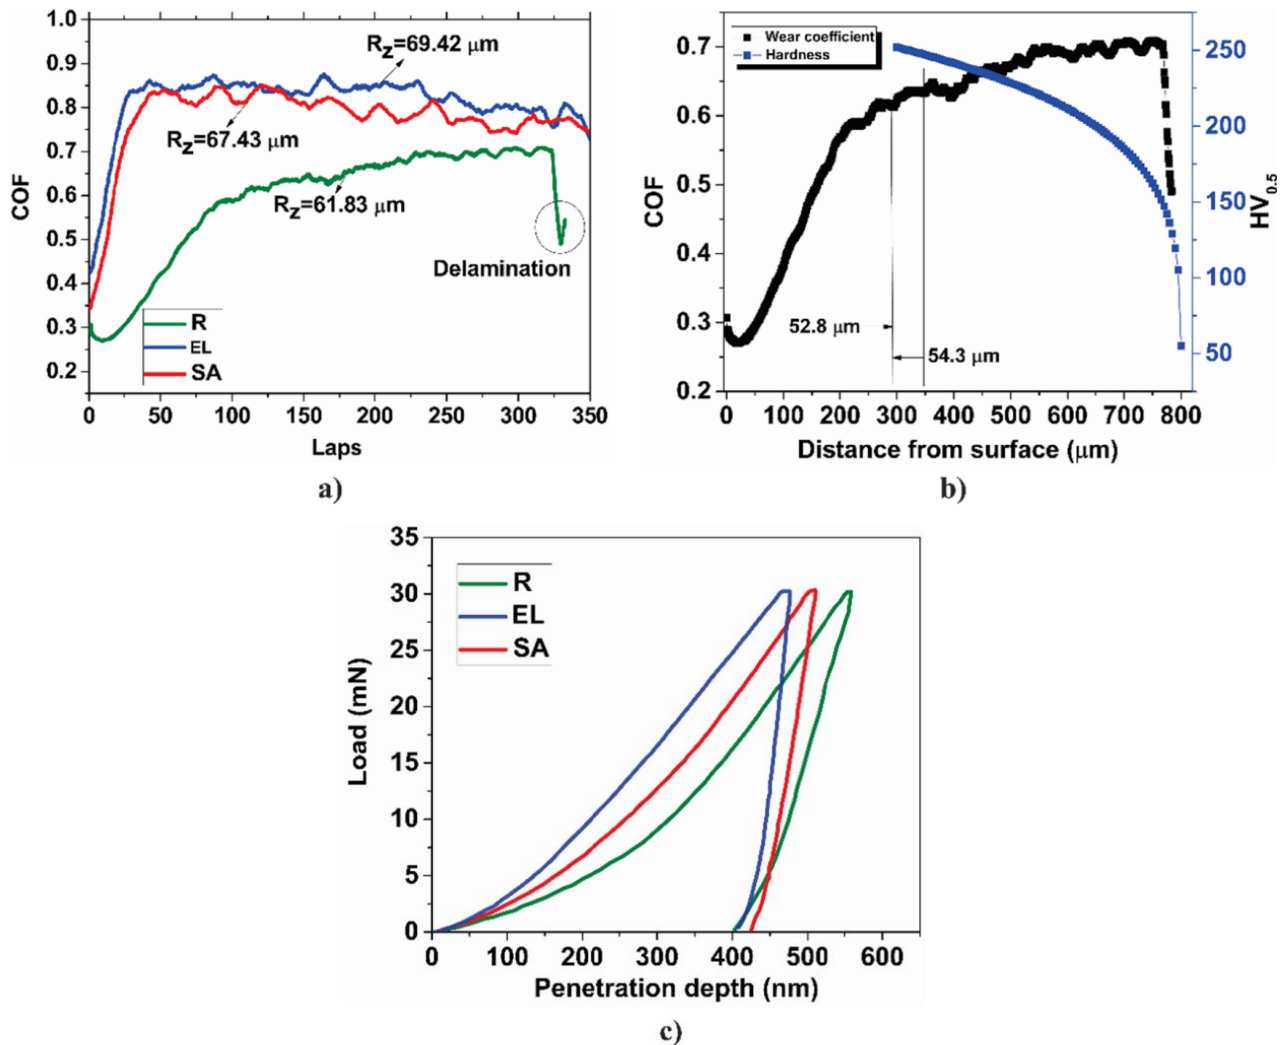 1.0
0.9
0.8
0.7
0.6
0.5
0.4
0.3
0.2
COF
R_z=69.42 μm
R_z=67.43 μm
R_z=61.83 μm
Delamination
R
EL
SA
0 50 100 150 200 250 300 350
Laps
a)
Wear coefficient
Hardness
0.7
0.6
0.5
0.4
0.3
0.2
COF
52.8 μm
54.3 μm
250
200
150
100
50
HV_0.5
0 100 200 300 400 500 600 700 800
Distance from surface (μm)
b)
35
30
25
20
15
10
5
0
Load (mN)
R
EL
SA
0 100 200 300 400 500 600
Penetration depth (nm)
c)